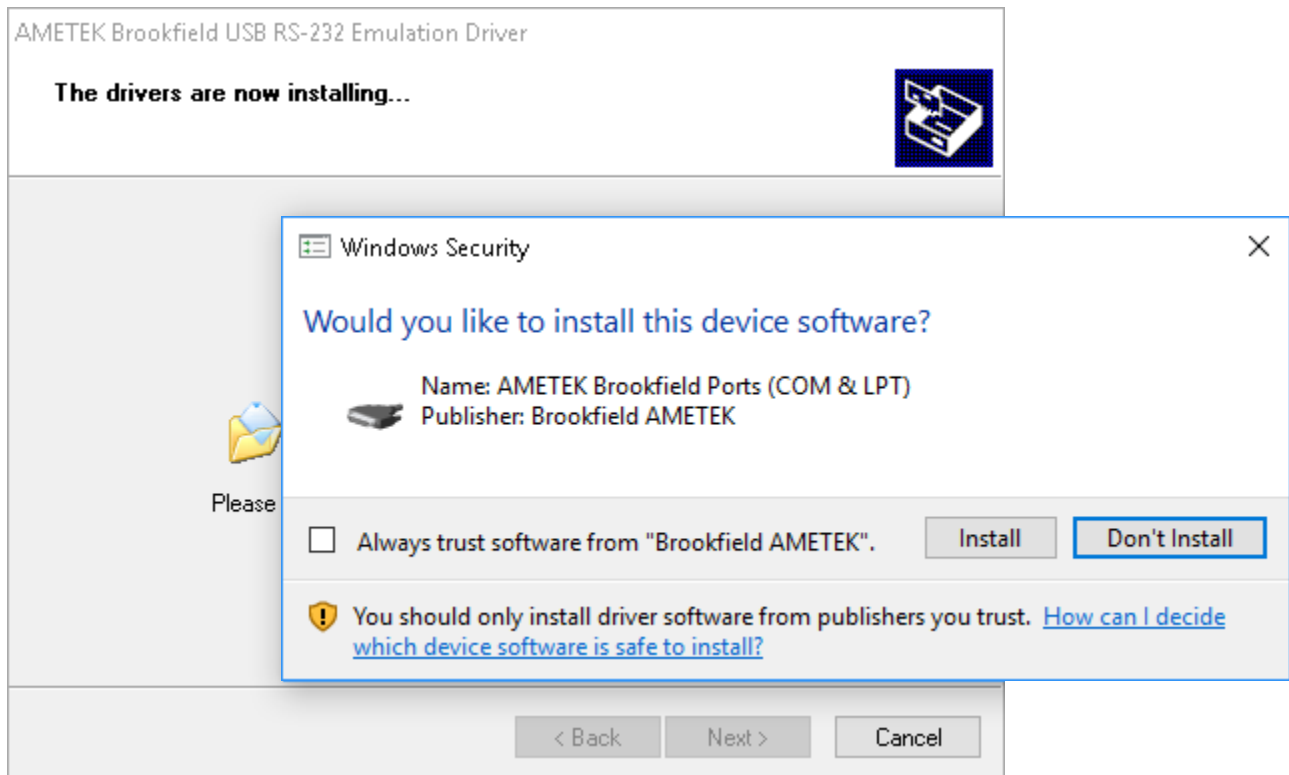 AMETEK Brookfield USB RS-232 Emulation Driver
The drivers are now installing...
Windows Security
Would you like to install this device software?
Name: AMETEK Brookfield Ports (COM & LPT)
Publisher: Brookfield AMETEK
Please
Always trust software from "Brookfield AMETEK".
Install
Don't Install
You should only install driver software from publishers you trust. How can I decide
which device software is safe to install?
< Back
Next >
Cancel